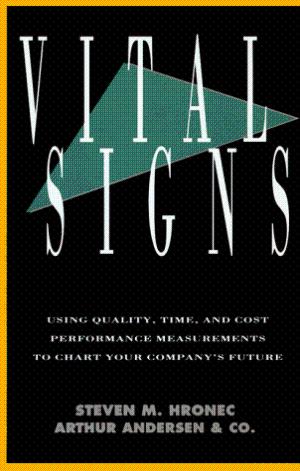 VITAL
SIGNS
USING QUALITY, TIME, AND COST
PERFORMANCE MEASUREMENTS
TO CHART YOUR COMPANY'S FUTURE
STEVEN M. HRONEC
ARTHUR ANDERSEN & CO.